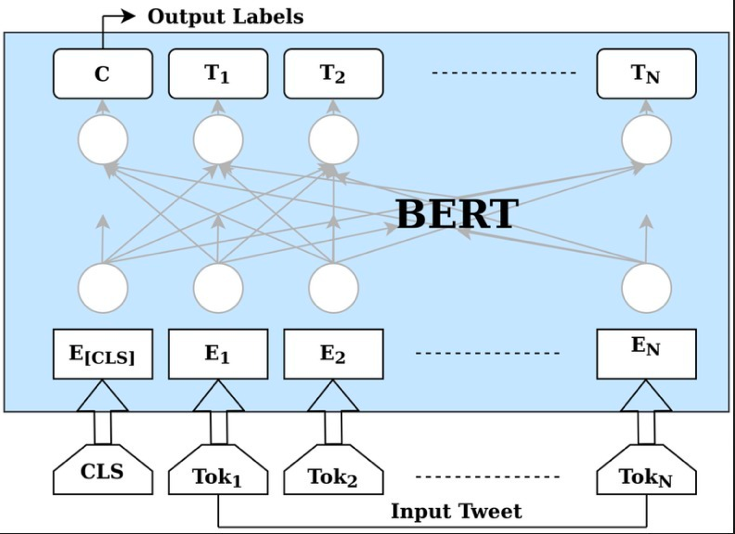 Output Labels
C T1 T2 TN
BERT
E[CLS] E1 E2 EN
CLS Tok1 Tok2 TokN
Input Tweet